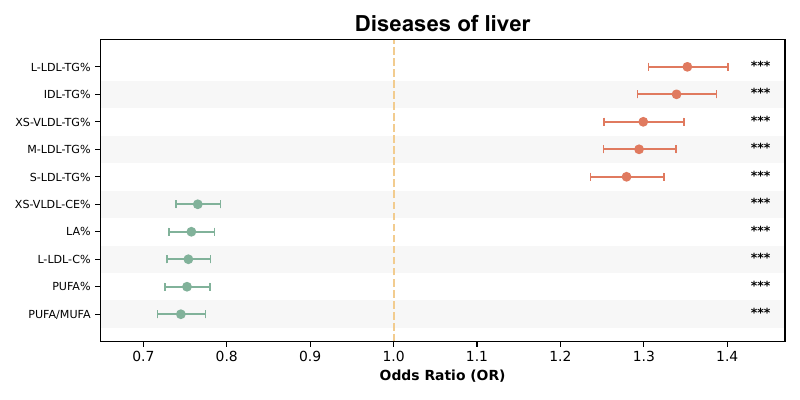 Diseases of liver
L-LDL-TG% ***
IDL-TG% ***
XS-VLDL-TG% ***
M-LDL-TG% ***
S-LDL-TG% ***
XS-VLDL-CE% ***
LA% ***
L-LDL-C% ***
PUFA% ***
PUFA/MUFA ***
0.7 0.8 0.9 1.0 1.1 1.2 1.3 1.4
Odds Ratio (OR)